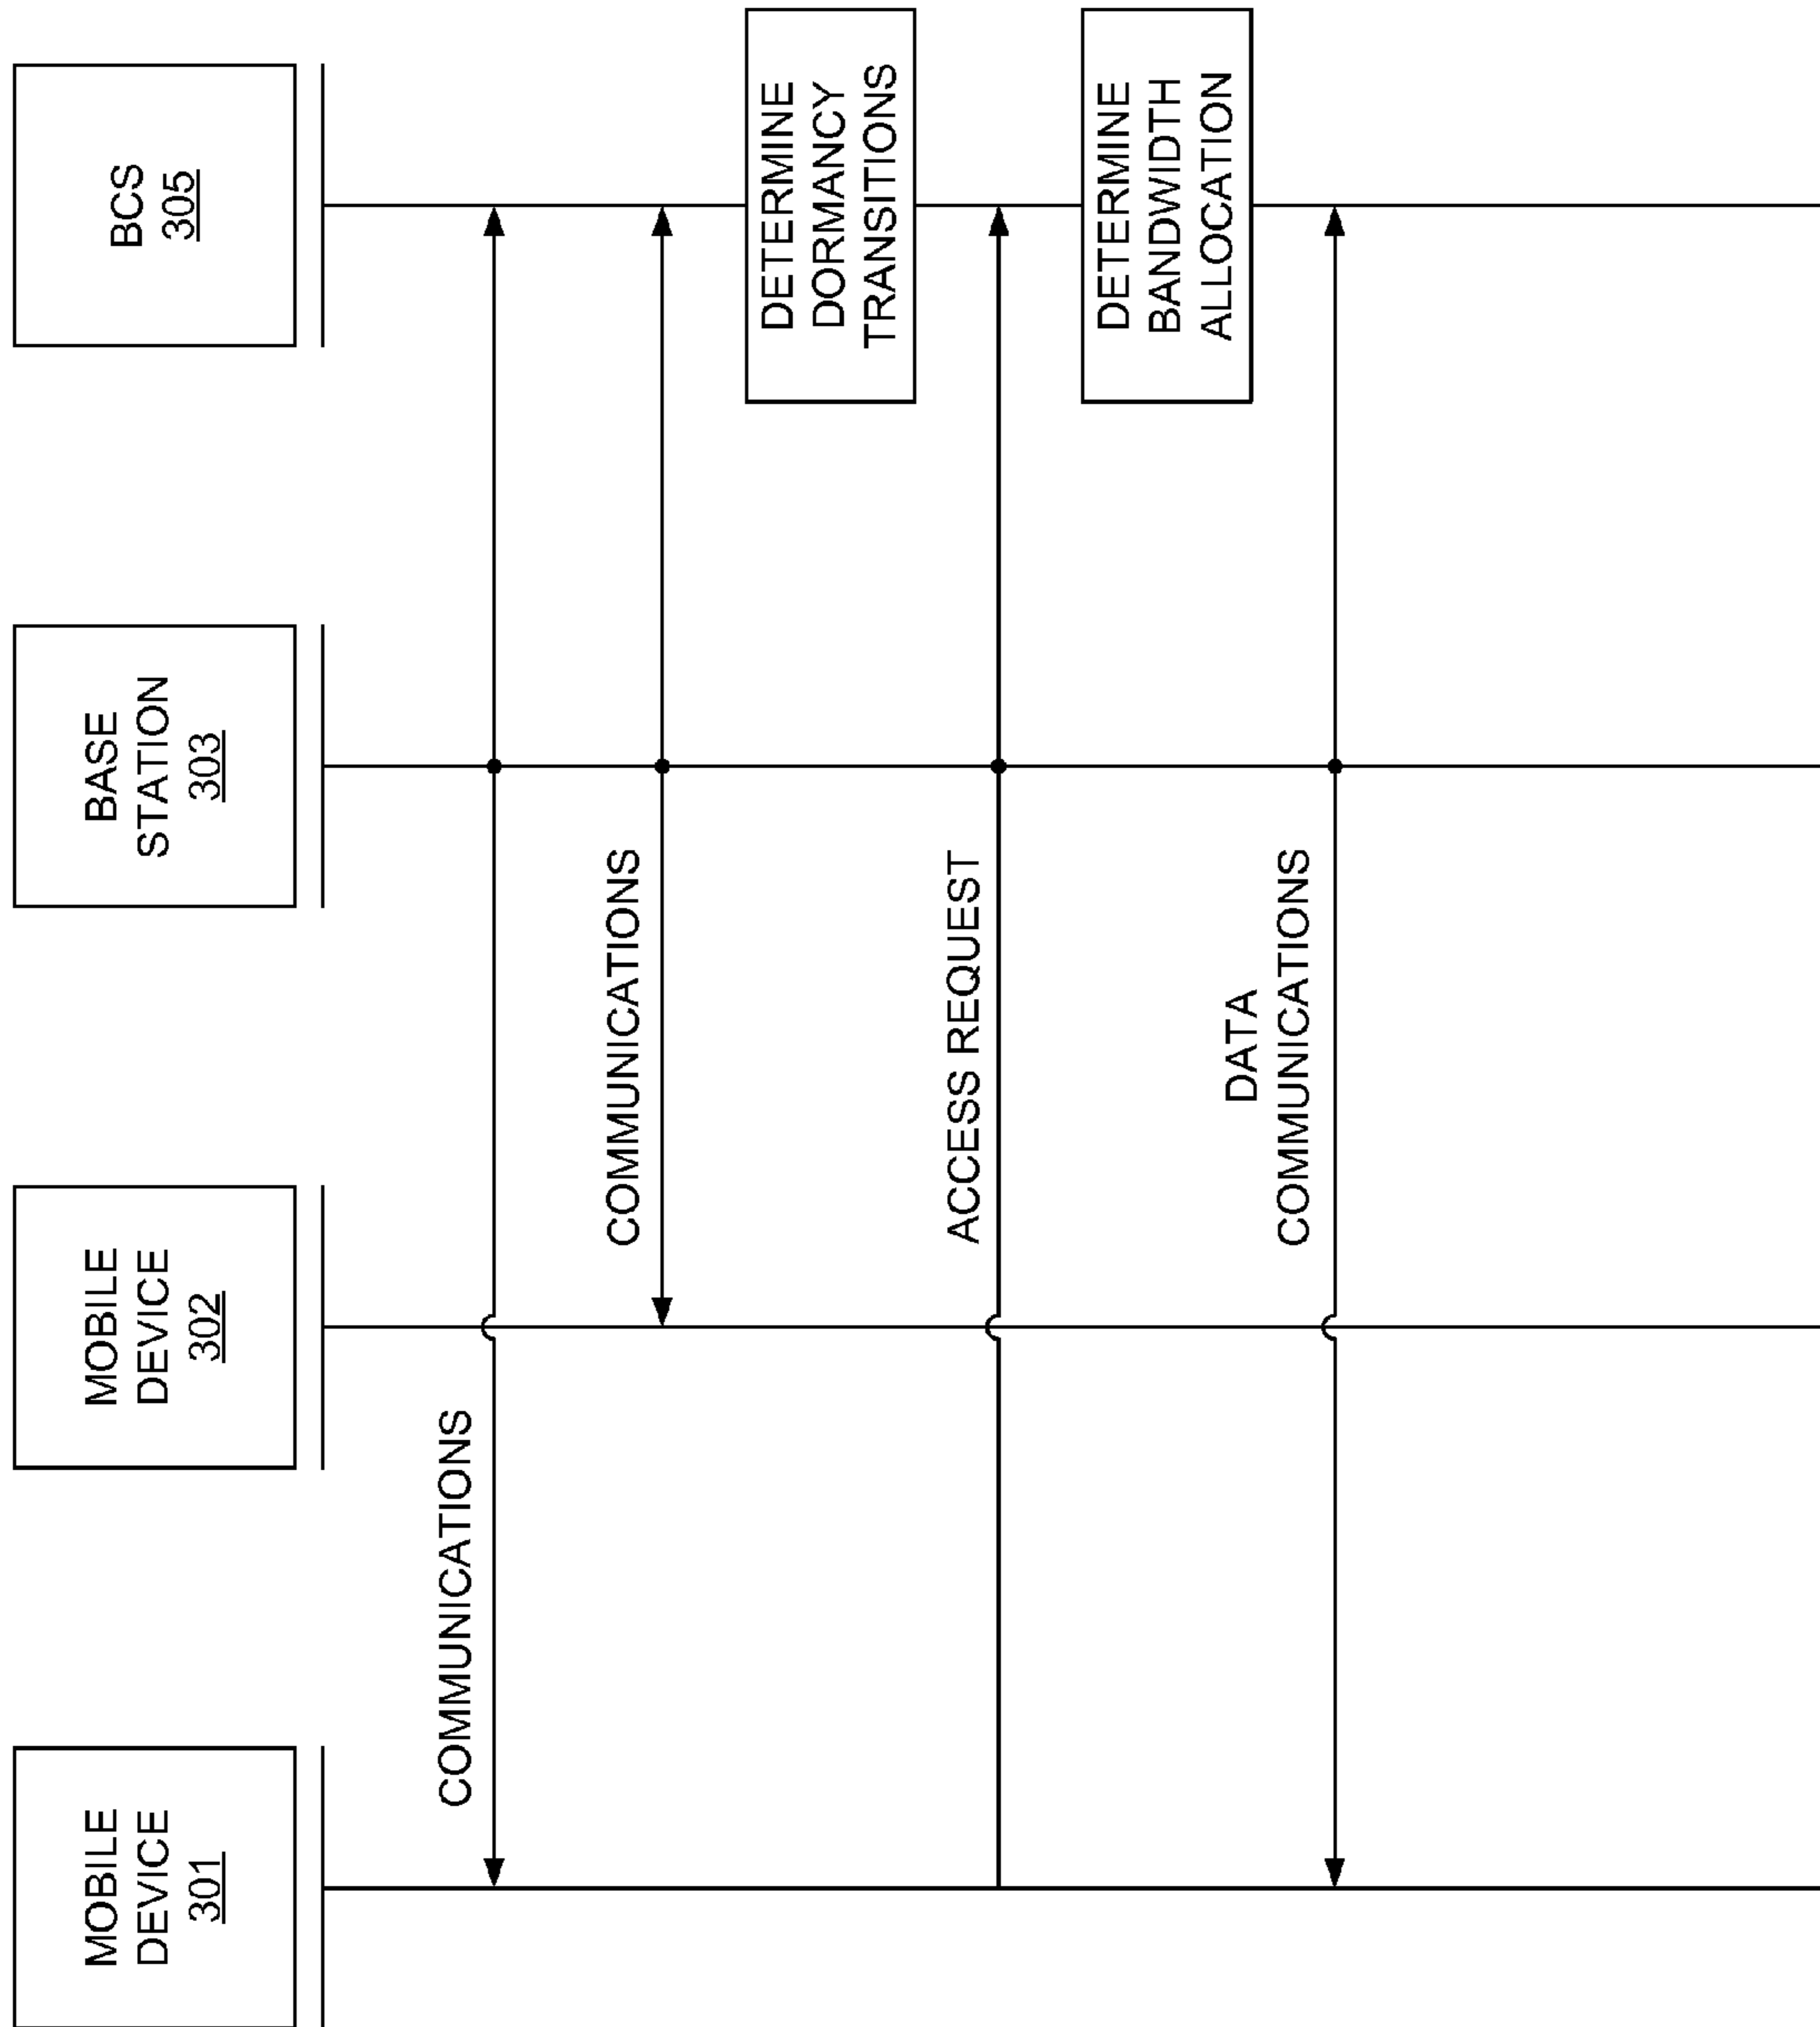 MOBILE
DEVICE
301
MOBILE
DEVICE
302
BASE
STATION
303
BCS
305
COMMUNICATIONS
COMMUNICATIONS
DETERMINE
DORMANCY
TRANSITIONS
ACCESS REQUEST
DETERMINE
BANDWIDTH
ALLOCATION
DATA
COMMUNICATIONS